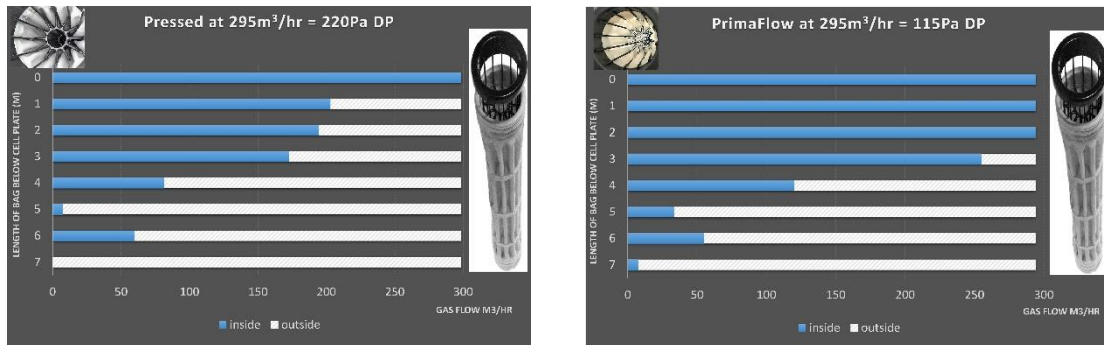 Pressed at 295m³/hr = 220Pa DP
LENGTH OF BAG BELOW CELL PLATE (M)
0
1
2
3
4
5
6
7
0 50 100 150 200 250 300
GAS FLOW M3/HR
inside outside
PrimaFlow at 295m³/hr = 115Pa DP
LENGTH OF BAG BELOW CELL PLATE (M)
0
1
2
3
4
5
6
7
0 50 100 150 200 250 300
GAS FLOW M3/HR
inside outside